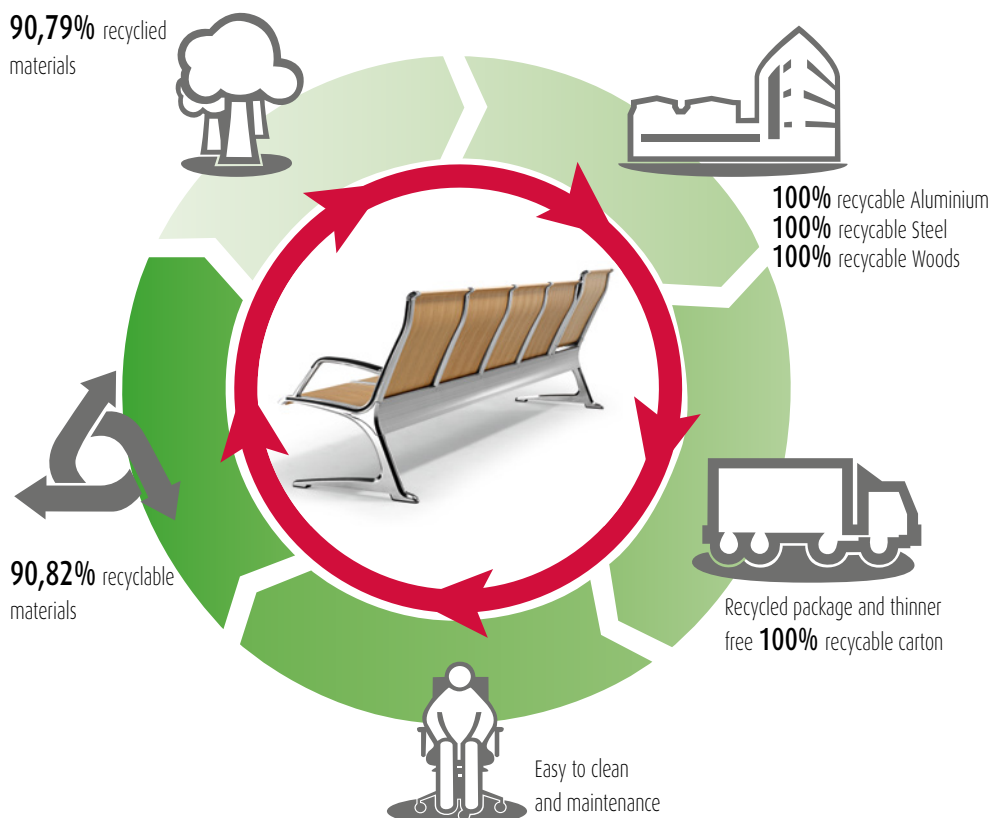 90,79% recyclied
materials
100% recycable Aluminium
100% recycable Steel
100% recycable Woods
Recycled package and thinner
free 100% recycable carton
Easy to clean
and maintenance
90,82% recyclable
materials